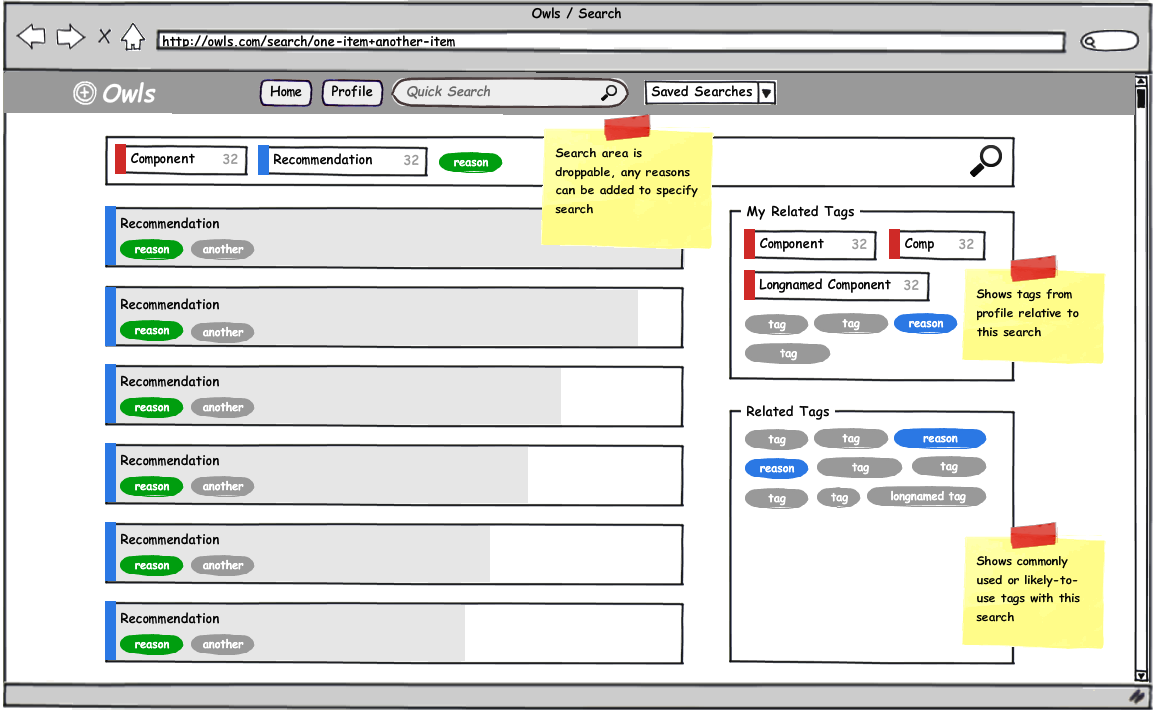 Owls / Search
http://owls.com/search/one-item+another-item
Owls
Home
Profile
Quick Search
Saved Searches
Component 32
Recommendation 32
reason
Search area is
droppable, any reasons
can be added to specify
search
Recommendation
reason another
Recommendation
reason another
Recommendation
reason another
Recommendation
reason another
Recommendation
reason another
Recommendation
reason another
My Related Tags
Component 32
Comp 32
Longnamed Component 32
tag tag reason
tag
Shows tags from
profile relative to
this search
Related Tags
tag tag reason
reason tag tag
tag tag longnamed tag
Shows commonly
used or likely-to-
use tags with this
search